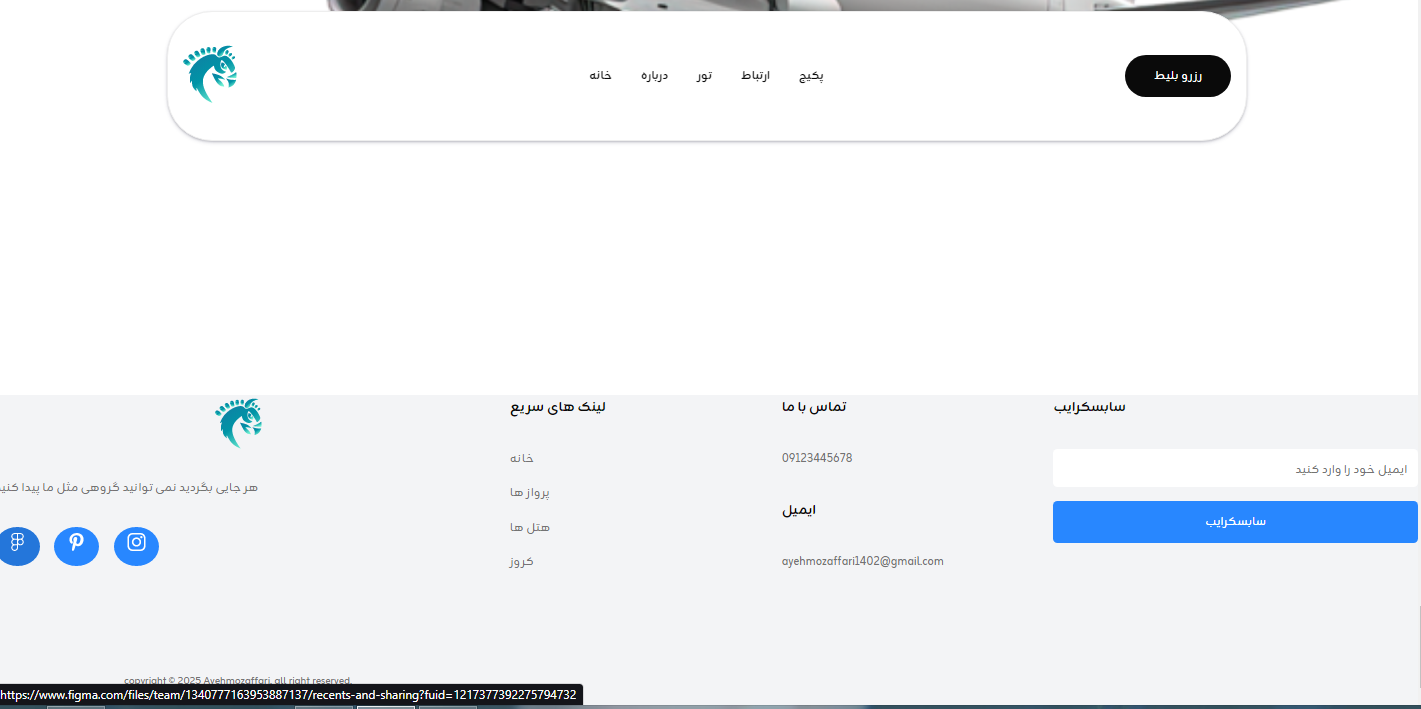 رزرو بلیط
پکیج
ارتباط
تور
درباره
خانه
لینک های سریع
تماس با ما
سابسکرایب
خانه
09123445678
ایمیل خود را وارد کنید
هر جایی بگردید نمی توانید گروهی مثل ما پیدا
پرواز ها
ایمیل
سابسکرایب
هتل ها
کروز
ayehmozaffari1402@gmail.com
copyright © 2025 Ayehmozaffari. all right reserved.
https://www.figma.com/files/team/1340777163953887137/recents-and-sharing?fuid=1217377392275794732